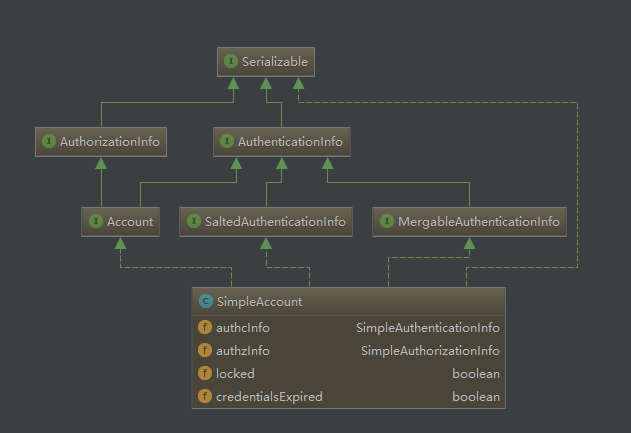 I Serializable
I AuthorizationInfo I AuthenticationInfo
I Account I SaltedAuthenticationInfo I MergableAuthenticationInfo
C SimpleAccount
f authcInfo SimpleAuthenticationInfo
f authzInfo SimpleAuthorizationInfo
f locked boolean
f credentialsExpired boolean